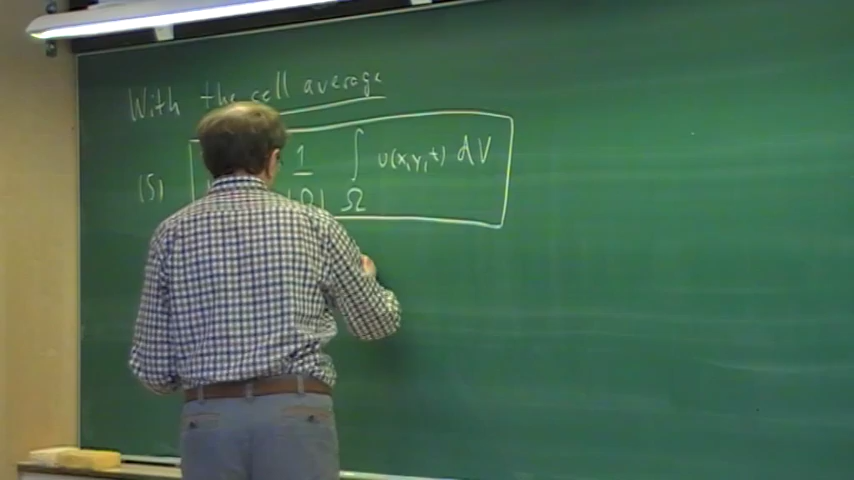 With the cell average
(5) 1 ∫ u(x,y,t) dV
|Ω| Ω